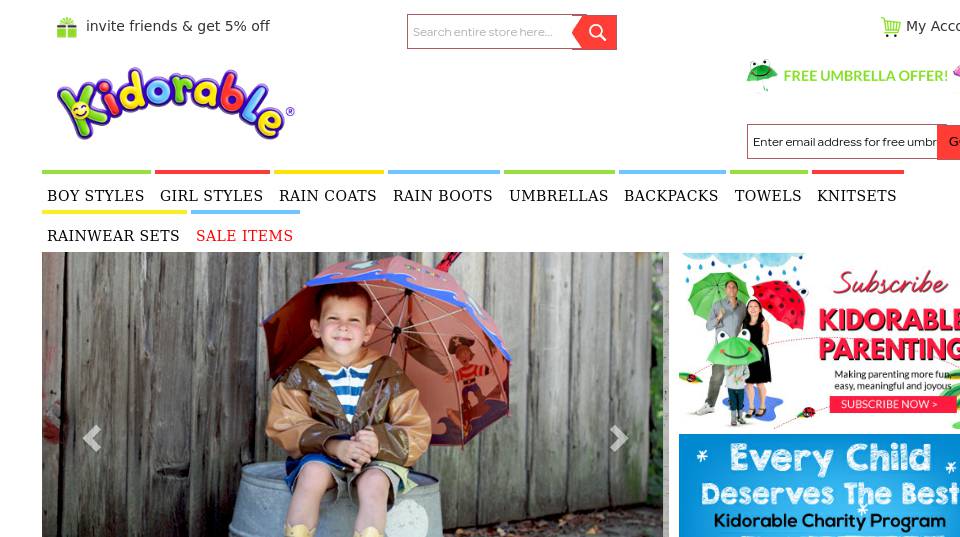 invite friends & get 5% off
Search entire store here...
My Acco
Kidorable®
FREE UMBRELLA OFFER!
Enter email address for free umbr
G
BOY STYLES
GIRL STYLES
RAIN COATS
RAIN BOOTS
UMBRELLAS
BACKPACKS
TOWELS
KNITSETS
RAINWEAR SETS
SALE ITEMS
Subscribe
KIDORABLE
PARENTING
Making parenting more fun,
easy, meaningful and joyous
SUBSCRIBE NOW >
Every Child
Deserves The Best
Kidorable Charity Program